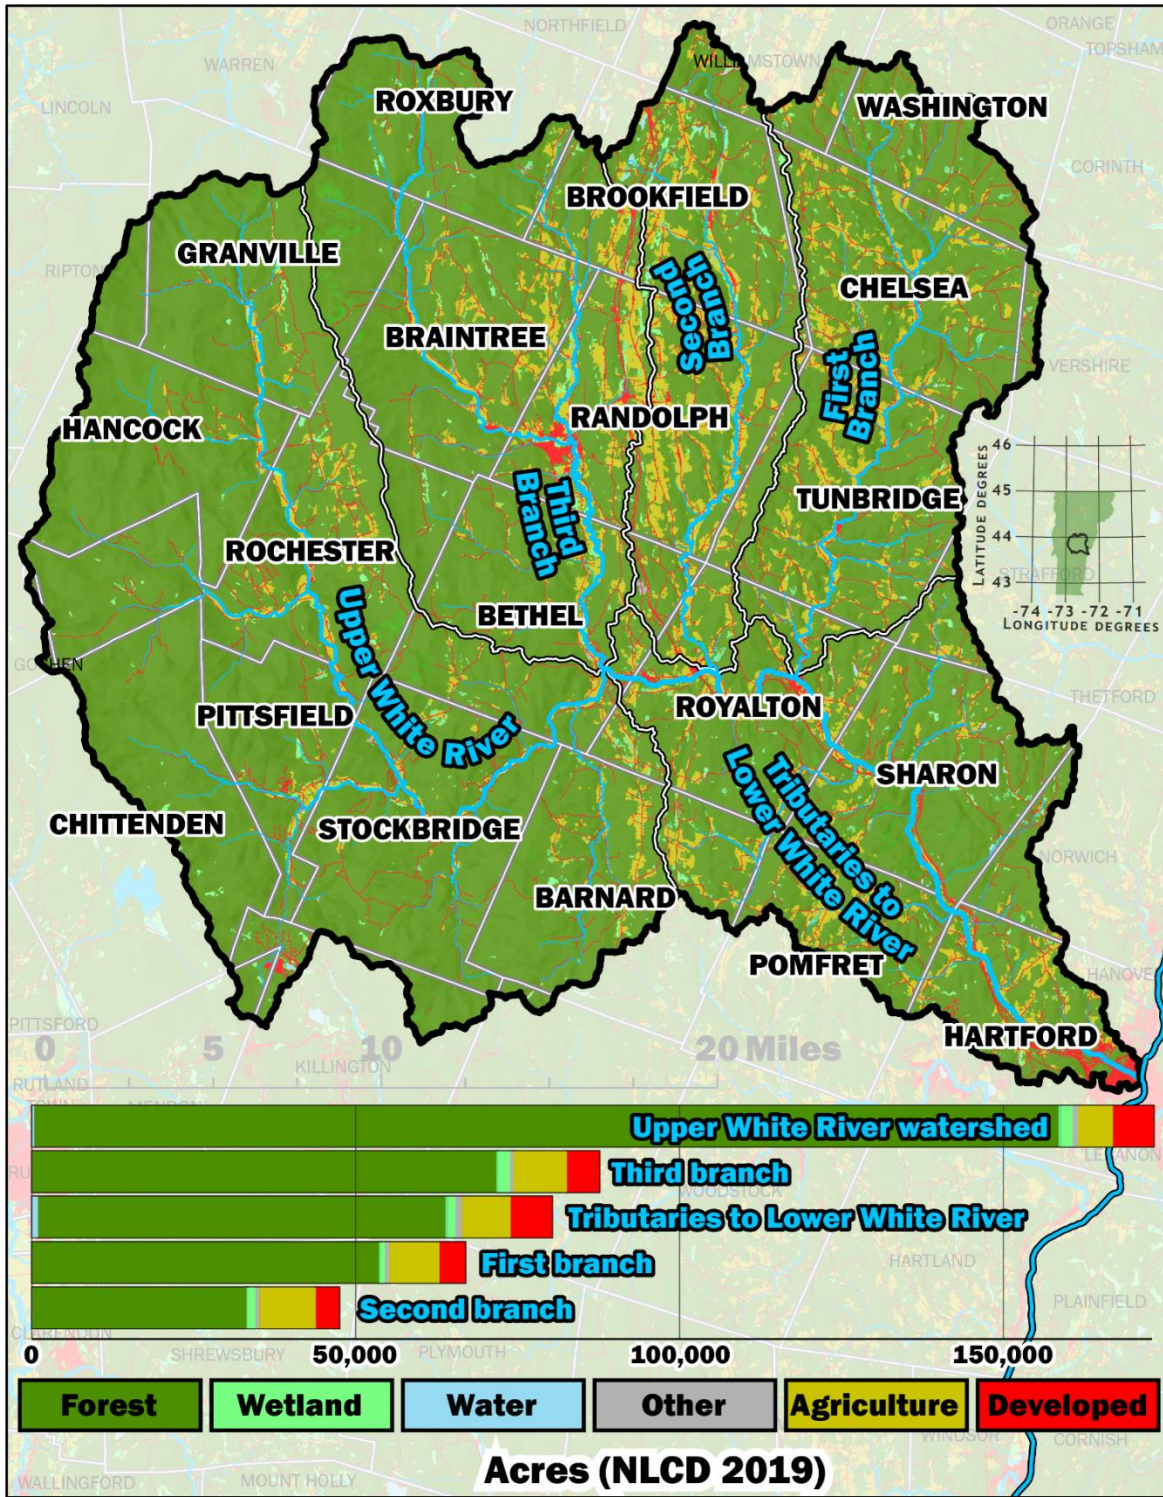 NORTHFIELD
ORANGE
WILLIAMSTOWN
TOPSHAM
WARREN
ROXBURY
LINCOLN
WASHINGTON
CORINTH
BROOKFIELD
GRANVILLE
RIPTON
Second
Branch
CHELSEA
BRAINTREE
First
Branch
VERSHIRE
RANDOLPH
HANCOCK
46
45
44
43
LATITUDE DEGREES
-74 -73 -72 -71
LONGITUDE DEGREES
Third
Branch
TUNBRIDGE
ROCHESTER
STRAFFORD
BETHEL
Upper White River
GOSHEN
THETFORD
PITTSFIELD
ROYALTON
SHARON
Tributaries to
Lower White River
CHITTENDEN
STOCKBRIDGE
NORWICH
BARNARD
POMFRET
HANOVE
PITTSFORD
HARTFORD
0 5 10 20 Miles
KILLINGTON
RUTLAND
TOWN
MENDON
Upper White River watershed
LEBANON
Third branch
RU
WOODSTOCK
Tributaries to Lower White River
HARTLAND
First branch
PLAINFIELD
Second branch
CLARENDON
SHREWSBURY
PLYMOUTH
0 50,000 100,000 150,000
Forest Wetland Water Other Agriculture Developed
WINDSOR
CORNISH
Acres (NLCD 2019)
WALLINGFORD
MOUNT HOLLY